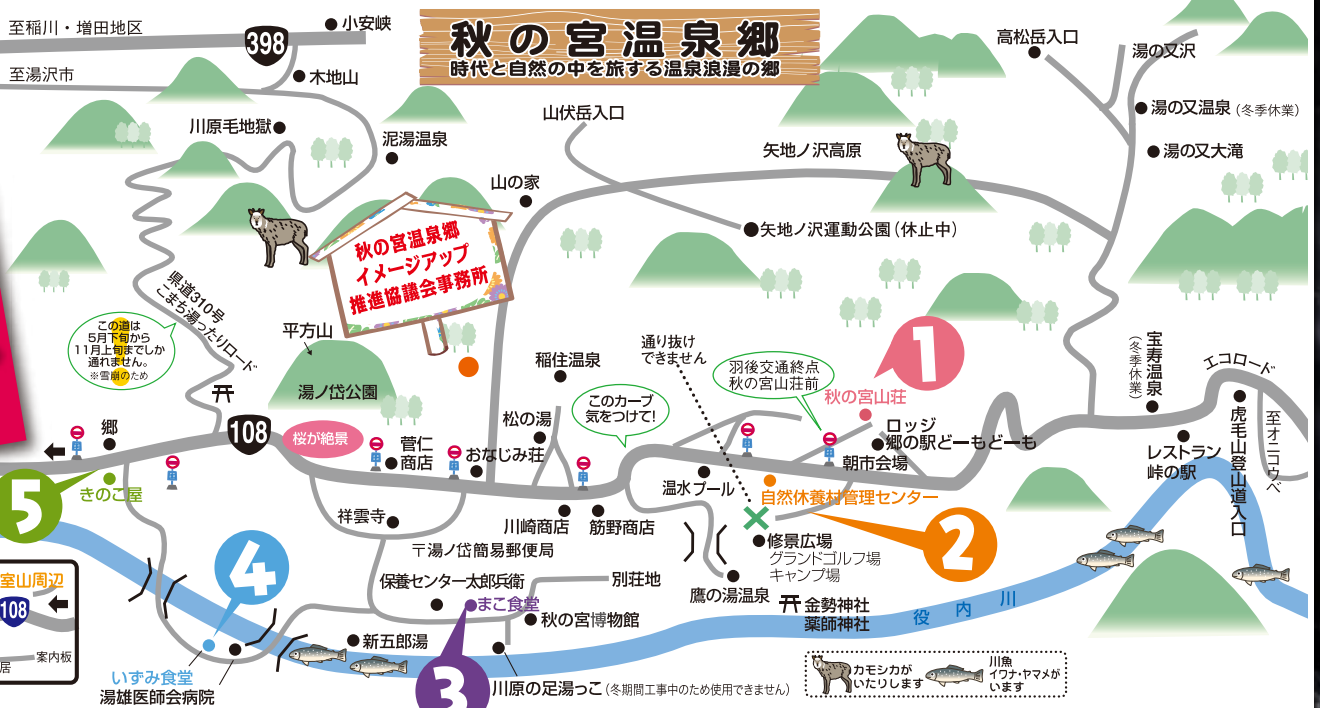 秋の宮温泉郷
時代と自然の中を旅する温泉浪漫の郷
至稲川・増田地区
398
小安峡
至湯沢市
木地山
川原毛地獄
泥湯温泉
山伏岳入口
山の家
矢地ノ沢高原
矢地ノ沢運動公園(休止中)
高松岳入口
湯の又沢
湯の又温泉(冬季休業)
湯の又大滝
秋の宮温泉郷
イメージアップ
推進協議会事務所
県道310号
こまち湯ったりロード
この道は
5月下旬から
11月上旬までしか
通れません。
※雪崩のため
平方山
湯ノ岱公園
稲住温泉
通り抜け
できません
羽後交通終点
秋の宮山荘前
1
秋の宮山荘
宝寿温泉
(冬季休業)
エコロード
このカーブ
気をつけて!
松の湯
郷
108
桜が絶景
菅仁
商店
おなじみ荘
ロッジ
郷の駅どーもどーも
朝市会場
レストラン
峠の駅
虎毛山登山道入口
至オニコウベ
5
きのこ屋
温水プール
自然休養村管理センター
祥雲寺
川崎商店
筋野商店
2
修景広場
グランドゴルフ場
キャンプ場
〒湯ノ岱簡易郵便局
4
保養センター太郎兵衛
別荘地
鷹の湯温泉
まこ食堂
秋の宮博物館
金勢神社
薬師神社
役内川
室山周辺
108
案内板
居
新五郎湯
いずみ食堂
湯雄医師会病院
3
川原の足湯っこ(冬期間工事中のため使用できません)
カモシカが
いたりします
川魚
イワナ・ヤマメが
います